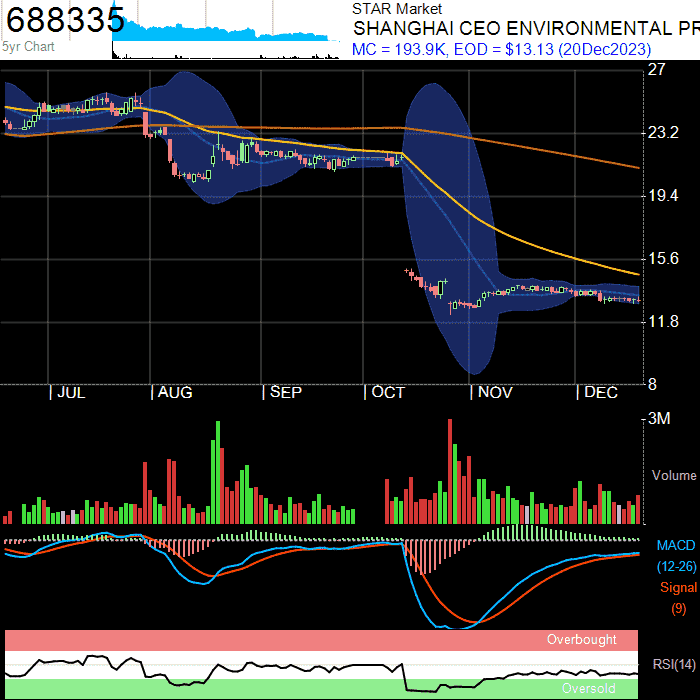 688335
STAR Market
SHANGHAI CEO ENVIRONMENTAL PR
5yr Chart
MC = 193.9K, EOD = $13.13 (20Dec2023)
27
23.2
19.4
15.6
11.8
8
| JUL | AUG | SEP | OCT | NOV | DEC
3M
Volume
MACD
(12-26)
Signal
(9)
Overbought
RSI(14)
Oversold